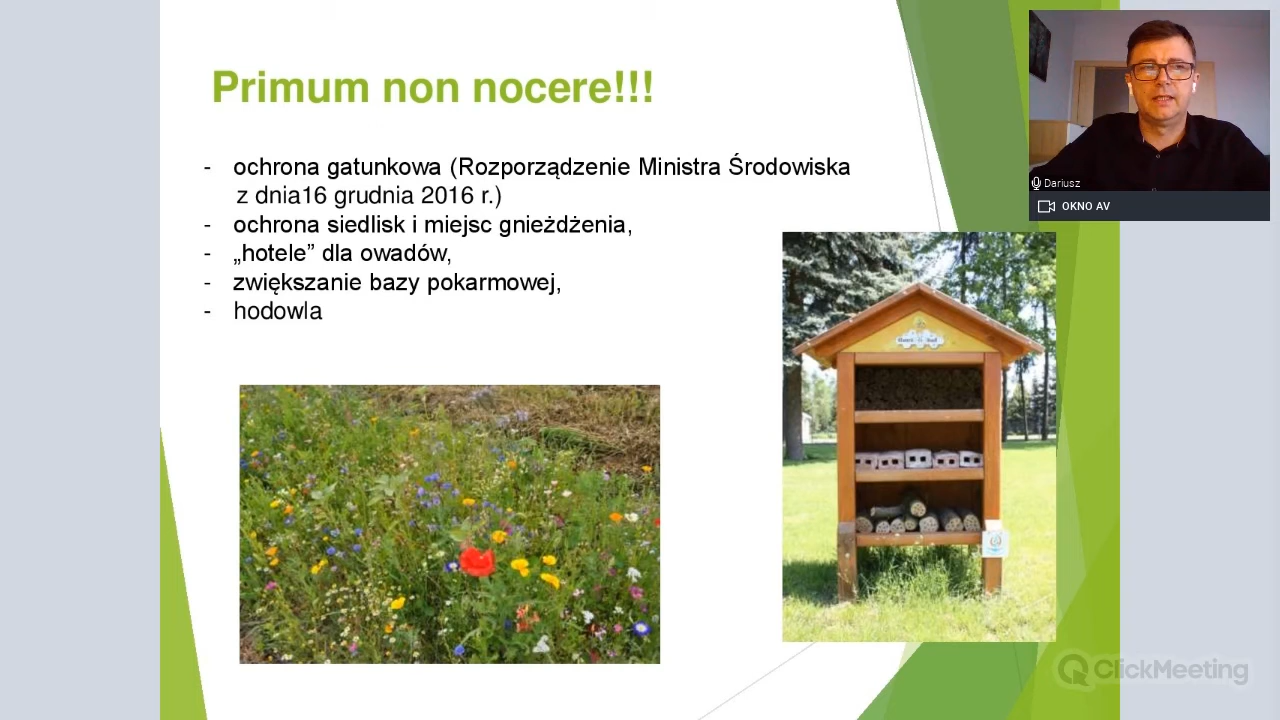 Primum non nocere!!!
- ochrona gatunkowa (Rozporządzenie Ministra Środowiska
z dnia16 grudnia 2016 r.)
- ochrona siedlisk i miejsc gnieżdżenia,
- „hotele” dla owadów,
- zwiększanie bazy pokarmowej,
- hodowla
Dariusz
OKNO AV
ClickMeeting